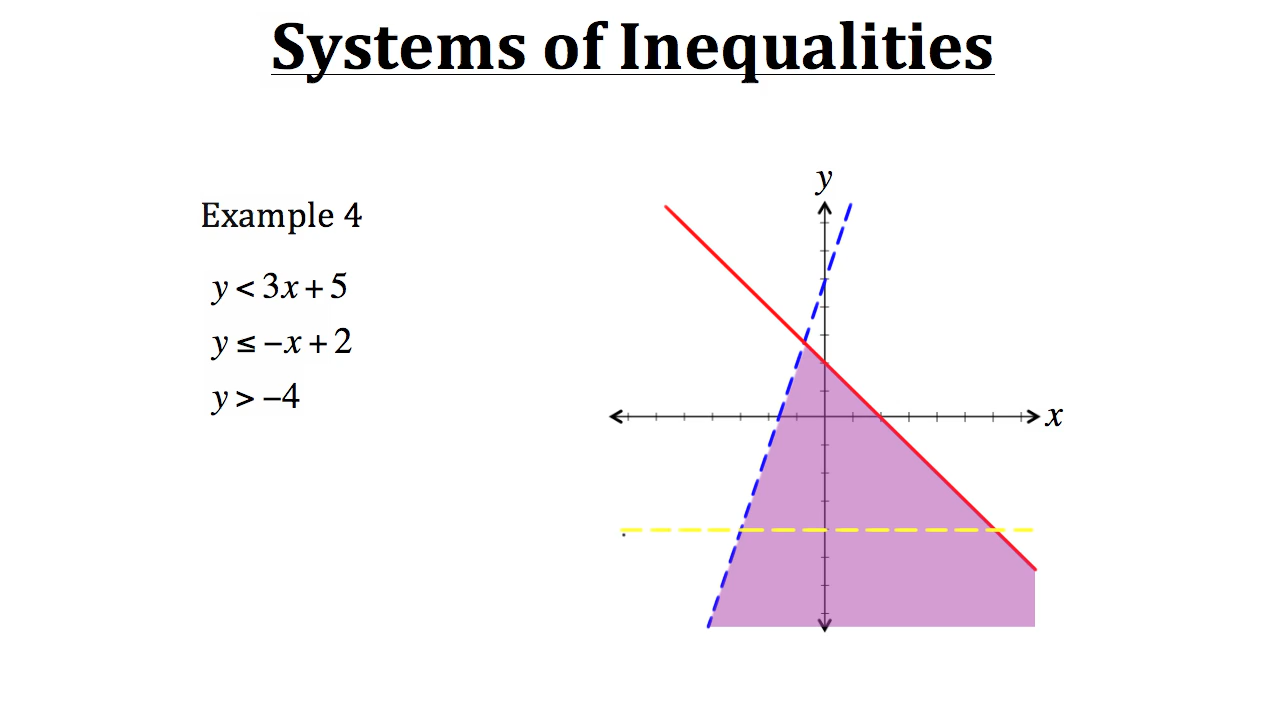 Systems of Inequalities
Example 4
y < 3x + 5
y ≤ −x + 2
y > −4
y
x